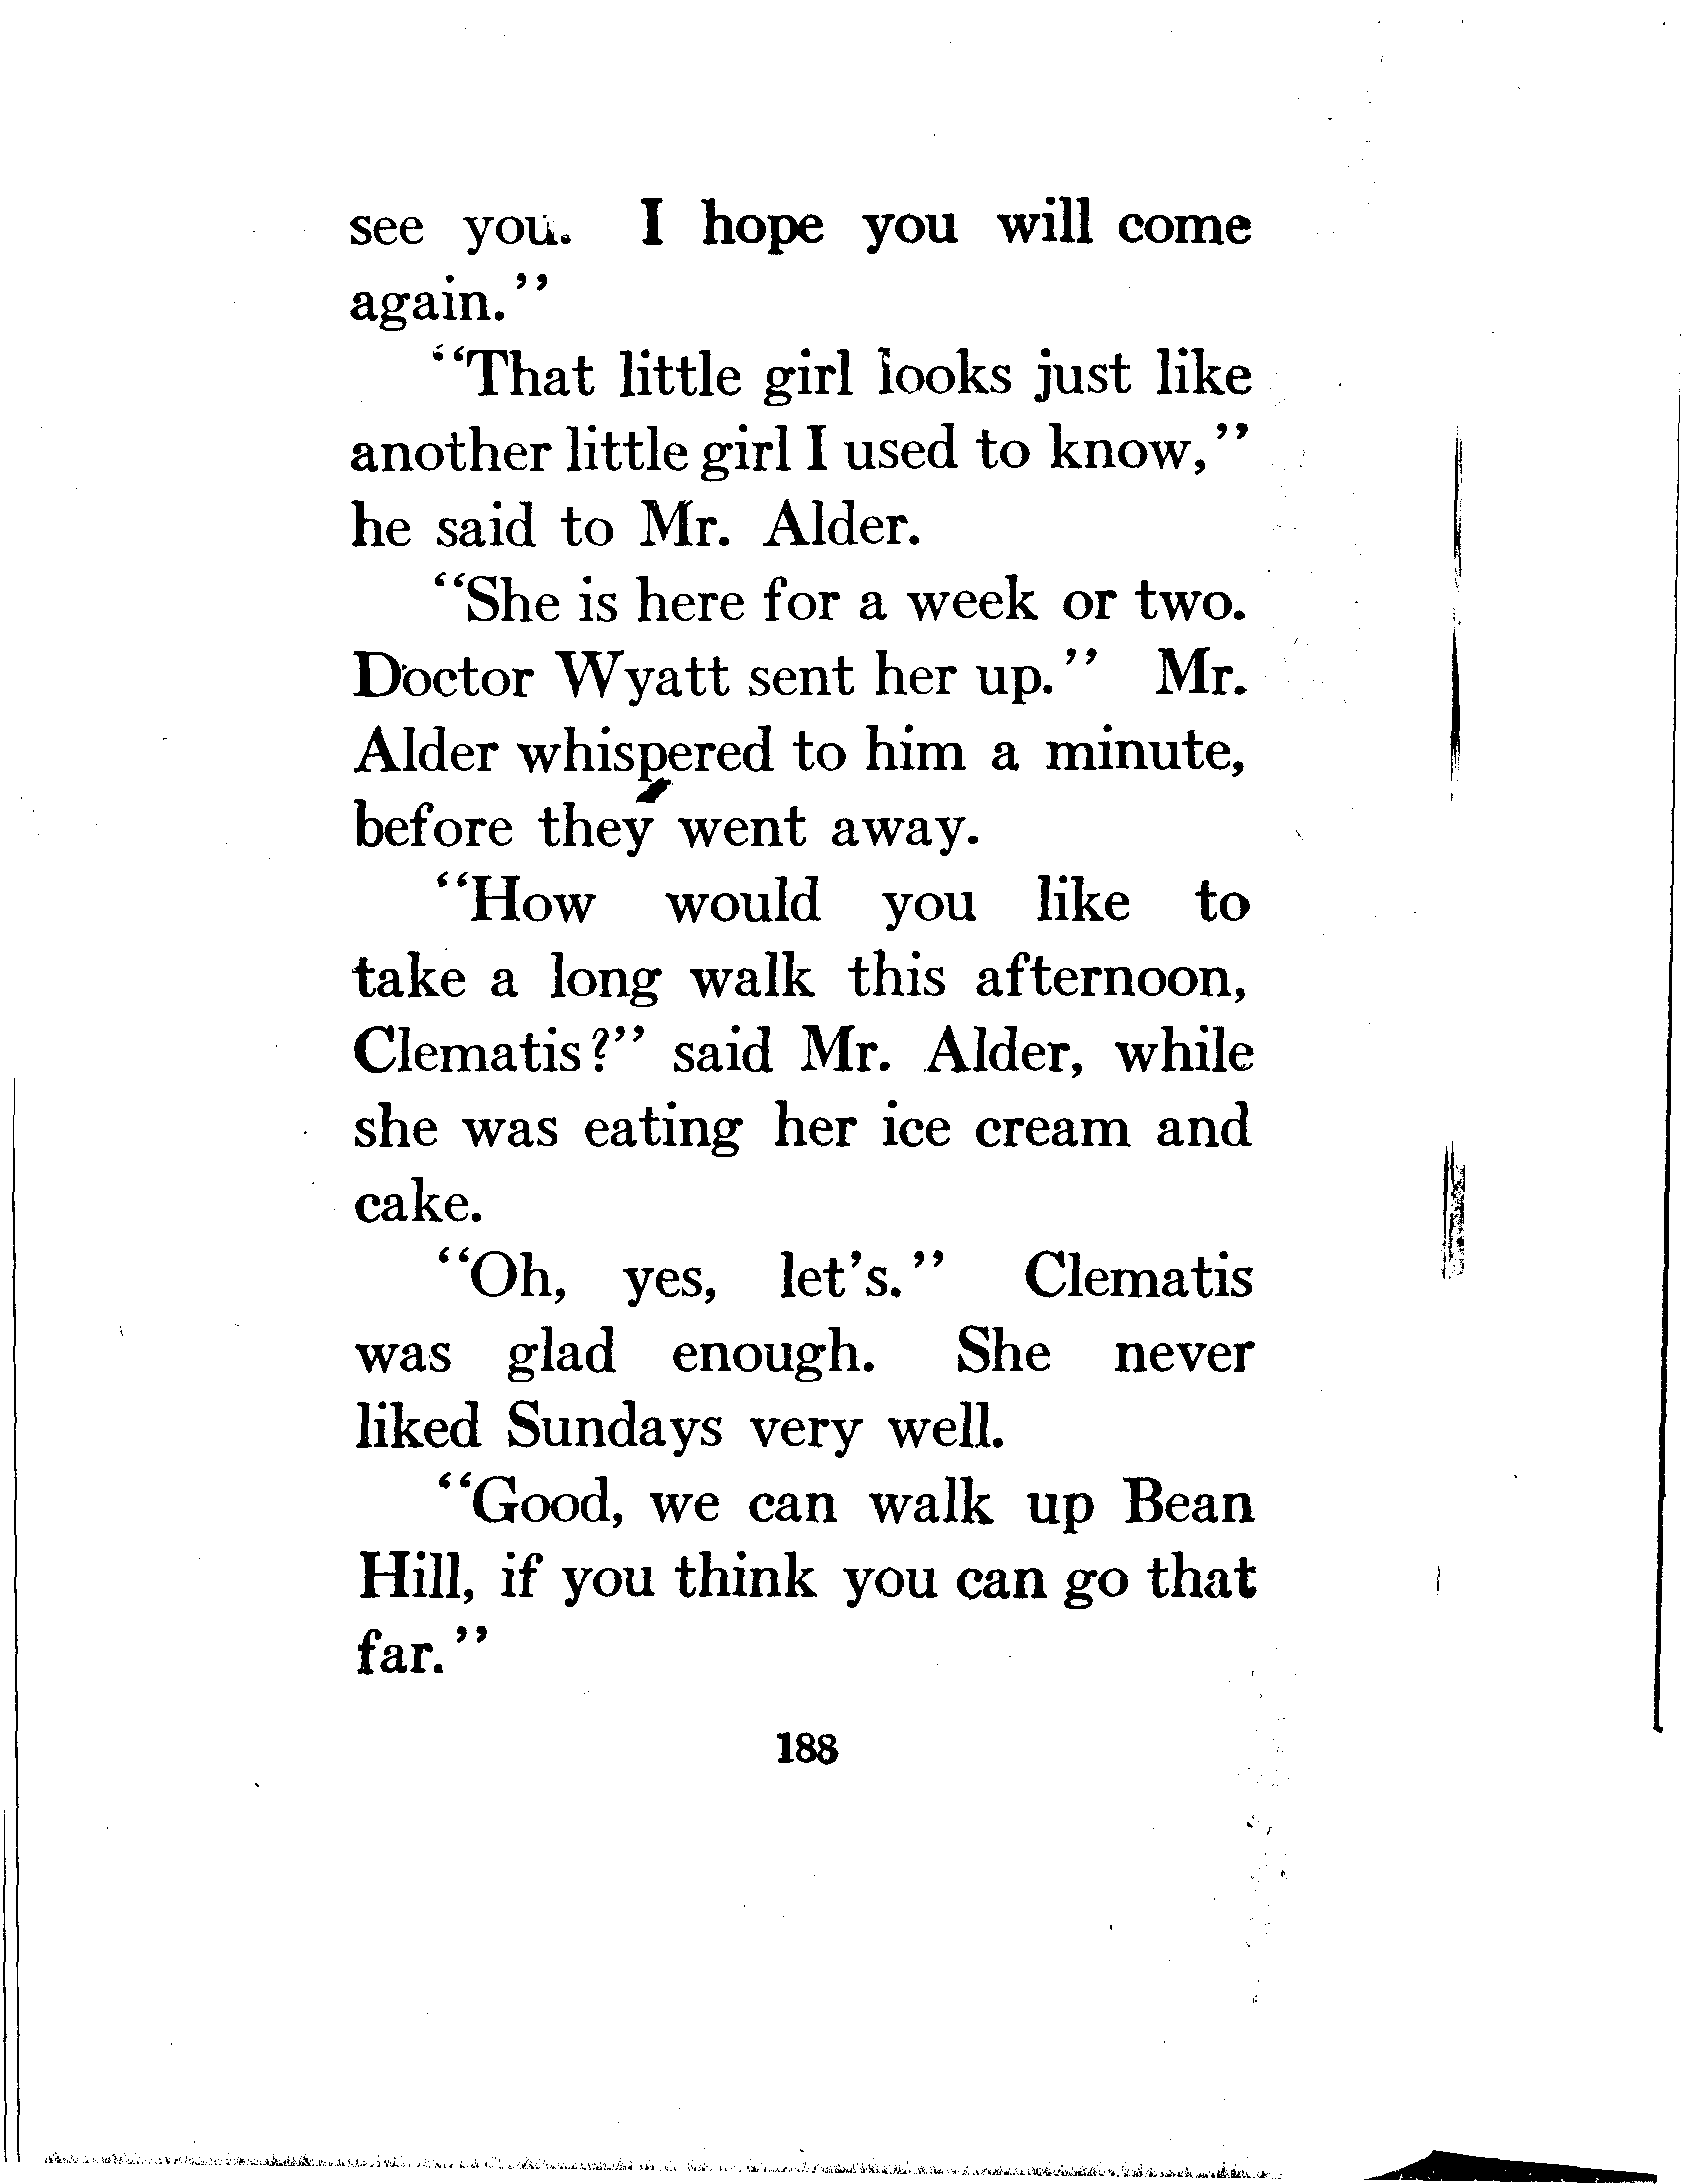 see you. I hope you will come
again."
"That little girl looks just like
another little girl I used to know,"
he said to Mr. Alder.
"She is here for a week or two.
Doctor Wyatt sent her up." Mr.
Alder whispered to him a minute,
before they went away.
"How would you like to
take a long walk this afternoon,
Clematis?" said Mr. Alder, while
she was eating her ice cream and
cake.
"Oh, yes, let's." Clematis
was glad enough. She never
liked Sundays very well.
"Good, we can walk up Bean
Hill, if you think you can go that
far."
188